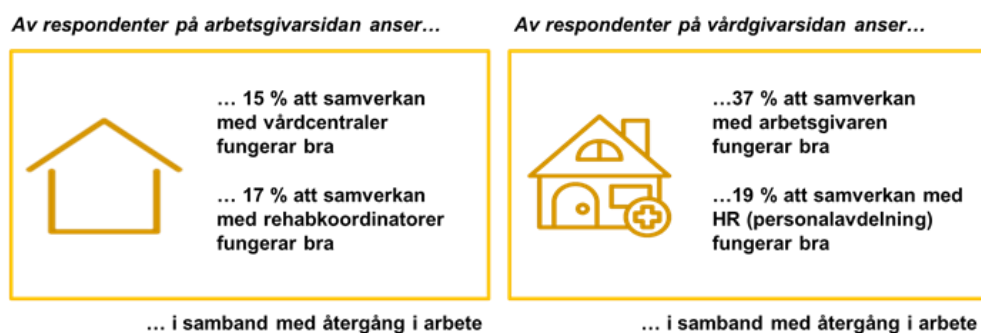 Av respondenter på arbetsgivarsidan anser…
… 15 % att samverkan
med vårdcentraler
fungerar bra
… 17 % att samverkan
med rehabkoordinatorer
fungerar bra
… i samband med återgång i arbete
Av respondenter på vårdgivarsidan anser…
…37 % att samverkan
med arbetsgivaren
fungerar bra
…19 % att samverkan med
HR (personalavdelning)
fungerar bra
… i samband med återgång i arbete